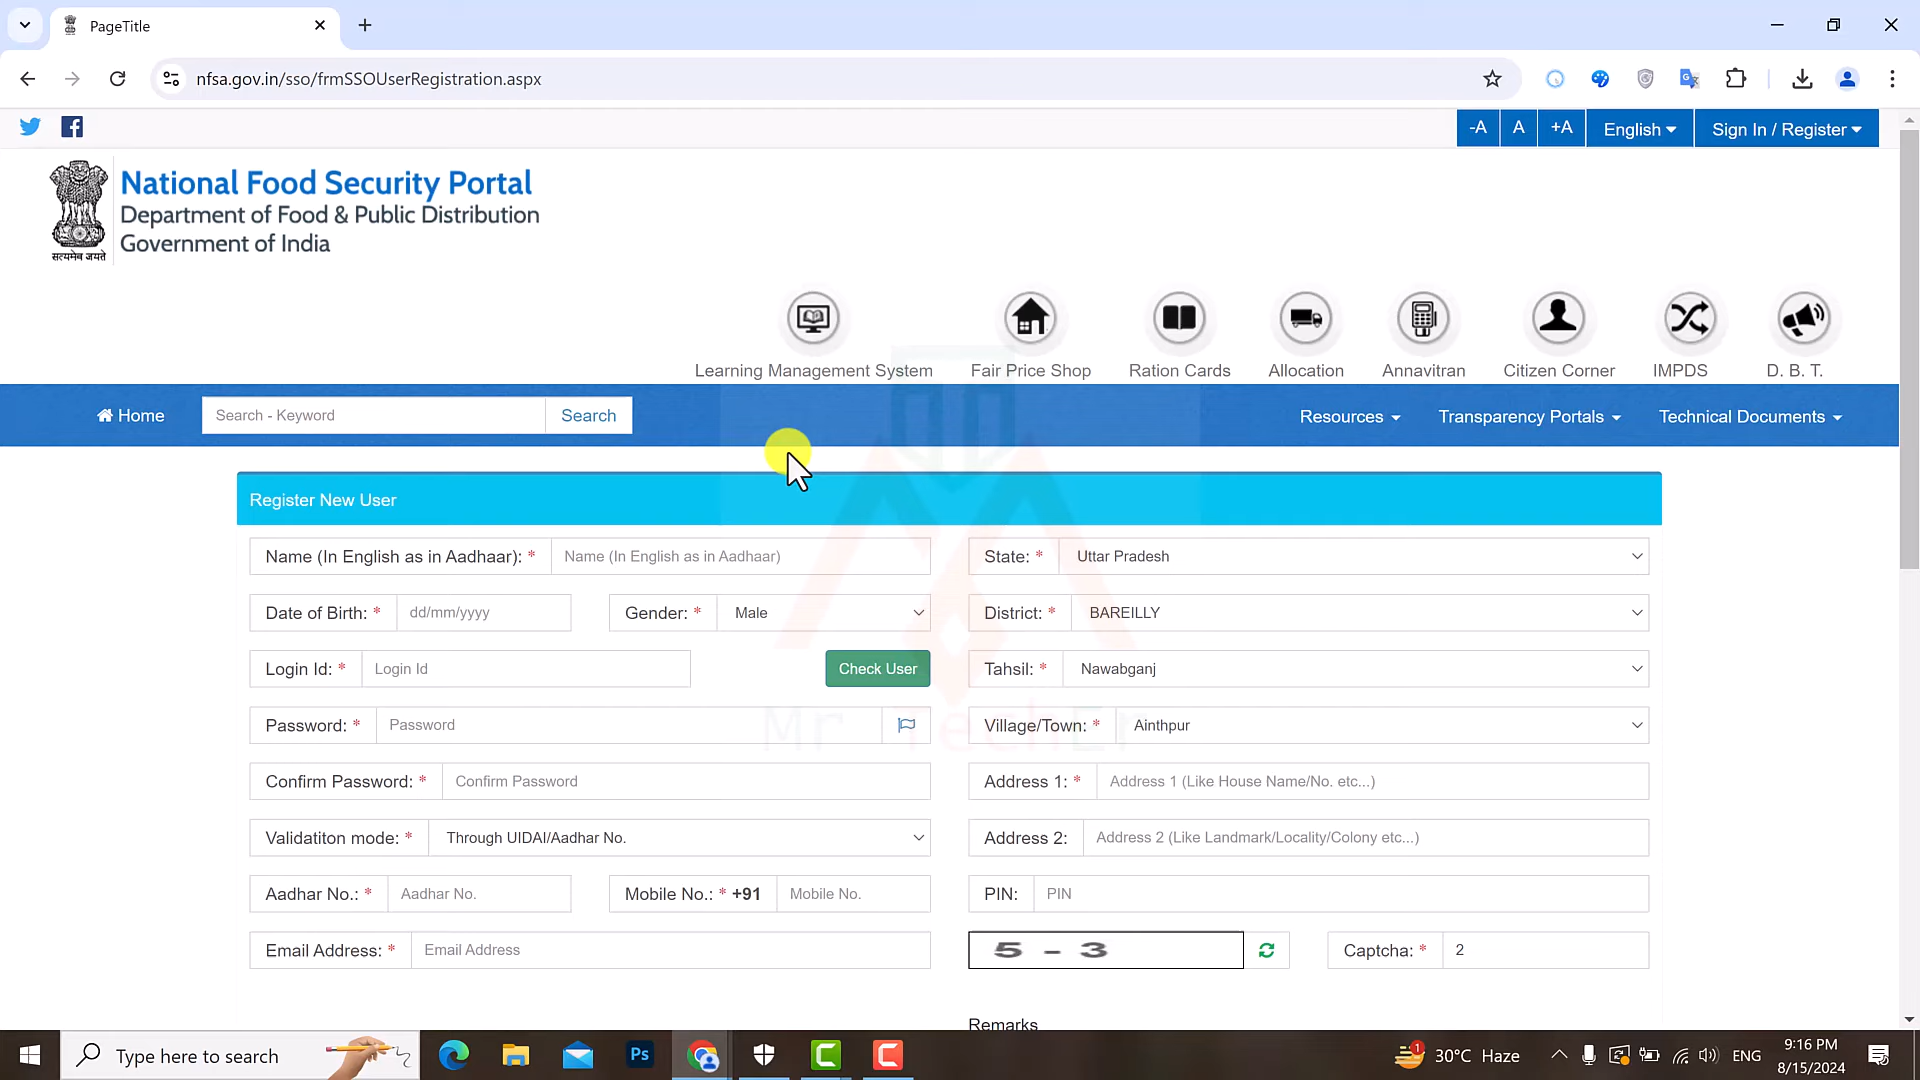 PageTitle
nfsa.gov.in/sso/frmSSOUserRegistration.aspx
-A A +A English Sign In / Register
National Food Security Portal
Department of Food & Public Distribution
Government of India
सत्यमेव जयते
Learning Management System Fair Price Shop Ration Cards Allocation Annavitran Citizen Corner IMPDS D. B. T.
Home Search - Keyword Search Resources Transparency Portals Technical Documents
Register New User
Name (In English as in Aadhaar): * Name (In English as in Aadhaar) State: * Uttar Pradesh
Date of Birth: * dd/mm/yyyy Gender: * Male District: * BAREILLY
Login Id: * Login Id Check User Tahsil: * Nawabganj
Password: * Password Village/Town: * Ainthpur
Confirm Password: * Confirm Password Address 1: * Address 1 (Like House Name/No. etc...)
Validatiton mode: * Through UIDAI/Aadhar No. Address 2: Address 2 (Like Landmark/Locality/Colony etc...)
Aadhar No.: * Aadhar No. Mobile No.: * +91 Mobile No. PIN: PIN
Email Address: * Email Address 5 - 3 Captcha: * 2
Remarks
Mr TechEr
Type here to search Ps 1 30°C Haze ENG 9:16 PM
8/15/2024